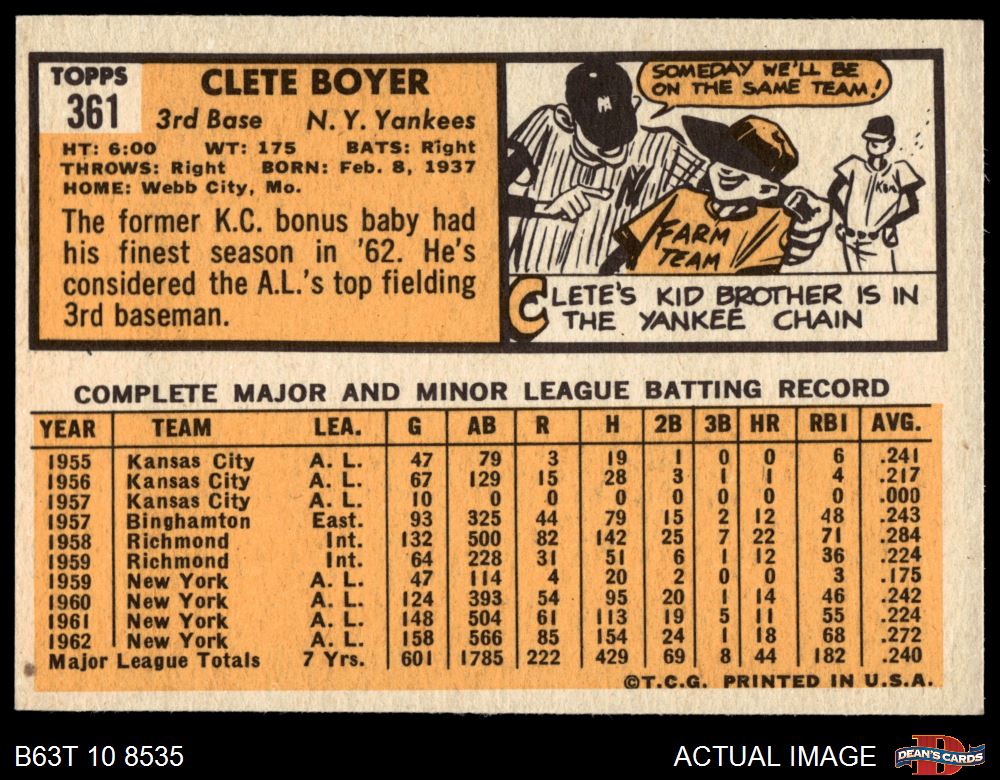 TOPPS
361
CLETE BOYER
3rd Base N. Y. Yankees
HT: 6:00 WT: 175 BATS: Right
THROWS: Right BORN: Feb. 8, 1937
HOME: Webb City, Mo.
The former K.C. bonus baby had
his finest season in '62. He's
considered the A.L.'s top fielding
3rd baseman.
SOMEDAY WE'LL BE
ON THE SAME TEAM!
FARM
TEAM
CLETE'S KID BROTHER IS IN
THE YANKEE CHAIN
COMPLETE MAJOR AND MINOR LEAGUE BATTING RECORD
YEAR TEAM LEA. G AB R H 2B 3B HR RBI AVG.
1955 Kansas City A. L. 47 79 3 19 1 0 0 6 .241
1956 Kansas City A. L. 67 129 15 28 3 1 1 4 .217
1957 Kansas City A. L. 10 0 0 0 0 0 0 0 .000
1957 Binghamton East. 93 325 44 79 15 2 12 48 .243
1958 Richmond Int. 132 500 82 142 25 7 22 71 .284
1959 Richmond Int. 64 228 31 51 6 1 12 36 .224
1959 New York A. L. 47 114 4 20 2 0 0 3 .175
1960 New York A. L. 124 393 54 95 20 1 14 46 .242
1961 New York A. L. 148 504 61 113 19 5 11 55 .224
1962 New York A. L. 158 566 85 154 24 1 18 68 .272
Major League Totals 7 Yrs. 601 1785 222 429 69 8 44 182 .240
©T.C.G. PRINTED IN U.S.A.
B63T 10 8535
ACTUAL IMAGE
DEAN'S CARDS